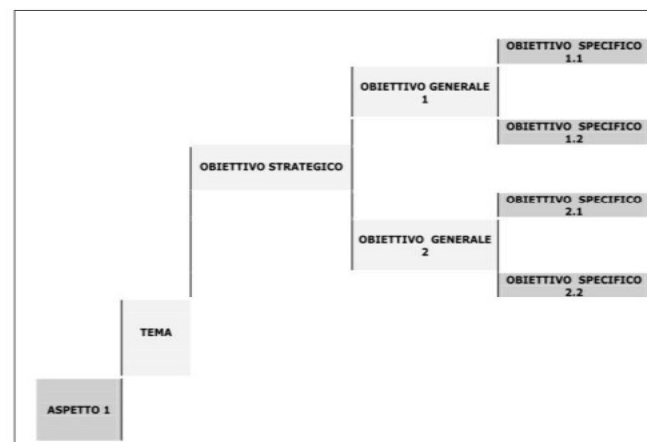 OBIETTIVO SPECIFICO
1.1
OBIETTIVO GENERALE
1
OBIETTIVO SPECIFICO
1.2
OBIETTIVO STRATEGICO
OBIETTIVO SPECIFICO
2.1
OBIETTIVO GENERALE
2
OBIETTIVO SPECIFICO
2.2
TEMA
ASPETTO 1